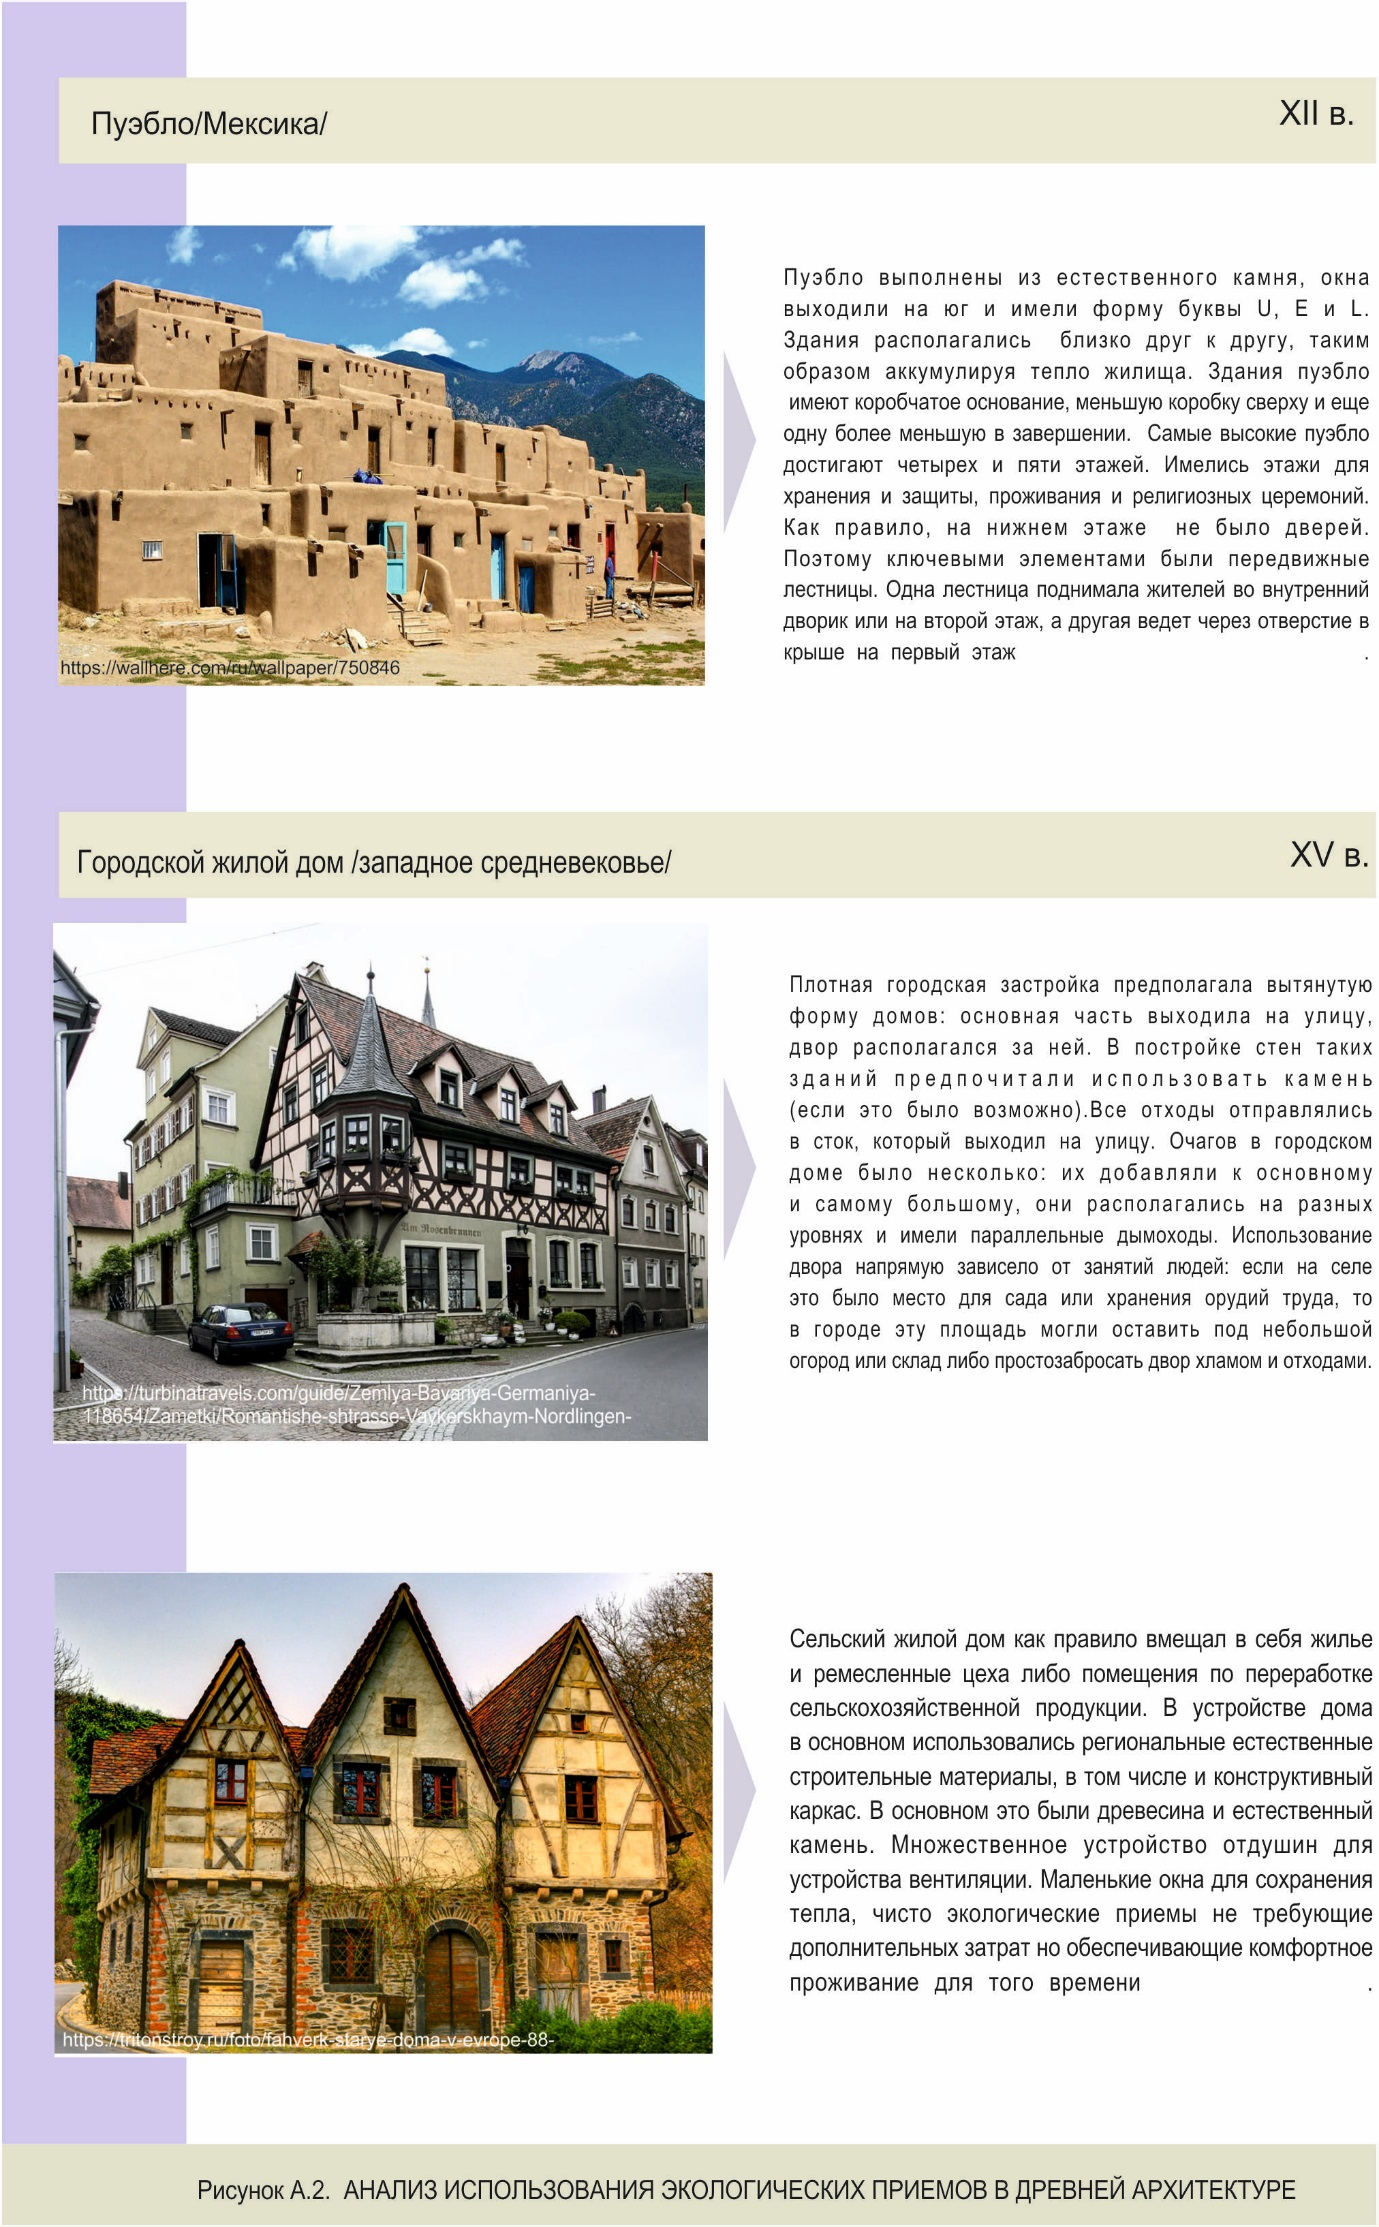 Пуэбло/Мексика/
XII в.
Пуэбло выполнены из естественного камня, окна
выходили на юг и имели форму буквы U, E и L.
Здания располагались близко друг к другу, таким
образом аккумулируя тепло жилища. Здания пуэбло
имеют коробчатое основание, меньшую коробку сверху и еще
одну более меньшую в завершении. Самые высокие пуэбло
достигают четырех и пяти этажей. Имелись этажи для
хранения и защиты, проживания и религиозных церемоний.
Как правило, на нижнем этаже не было дверей.
Поэтому ключевыми элементами были передвижные
лестницы. Одна лестница поднимала жителей во внутренний
дворик или на второй этаж, а другая ведет через отверстие в
крыше на первый этаж .
https://wallhere.com/ru/wallpaper/750846
Городской жилой дом /западное средневековье/
XV в.
Плотная городская застройка предполагала вытянутую
форму домов: основная часть выходила на улицу,
двор располагался за ней. В постройке стен таких
зданий предпочитали использовать камень
(если это было возможно).Все отходы отправлялись
в сток, который выходил на улицу. Очагов в городском
доме было несколько: их добавляли к основному
и самому большому, они располагались на разных
уровнях и имели параллельные дымоходы. Использование
двора напрямую зависело от занятий людей: если на селе
это было место для сада или хранения орудий труда, то
в городе эту площадь могли оставить под небольшой
огород или склад либо простозабросать двор хламом и отходами.
Am Rosenbrunnen
https://turbinatravels.com/guide/Zemlya-Bavariya-Germaniya-
118654/Zametki/Romantishe-shtrasse-Vaykerskhaym-Nordlingen-
Сельский жилой дом как правило вмещал в себя жилье
и ремесленные цеха либо помещения по переработке
сельскохозяйственной продукции. В устройстве дома
в основном использовались региональные естественные
строительные материалы, в том числе и конструктивный
каркас. В основном это были древесина и естественный
камень. Множественное устройство отдушин для
устройства вентиляции. Маленькие окна для сохранения
тепла, чисто экологические приемы не требующие
дополнительных затрат но обеспечивающие комфортное
проживание для того времени .
https://tritonstroy.ru/foto/fahverk-starye-doma-v-evrope-88-
Рисунок А.2. АНАЛИЗ ИСПОЛЬЗОВАНИЯ ЭКОЛОГИЧЕСКИХ ПРИЕМОВ В ДРЕВНЕЙ АРХИТЕКТУРЕ